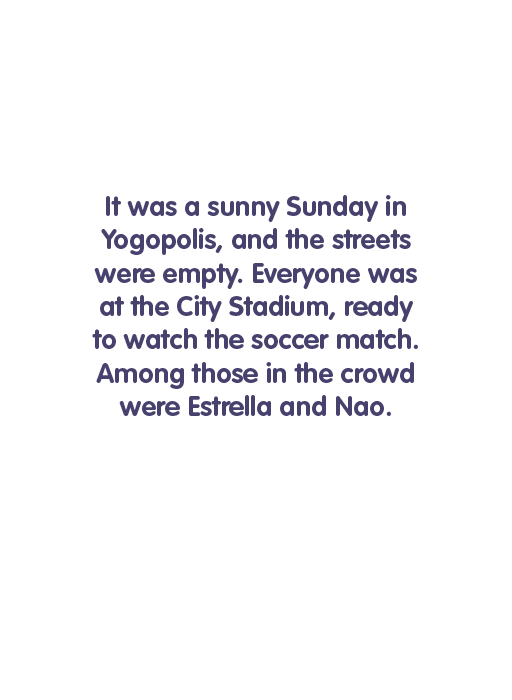 It was a sunny Sunday in
Yogopolis, and the streets
were empty. Everyone was
at the City Stadium, ready
to watch the soccer match.
Among those in the crowd
were Estrella and Nao.